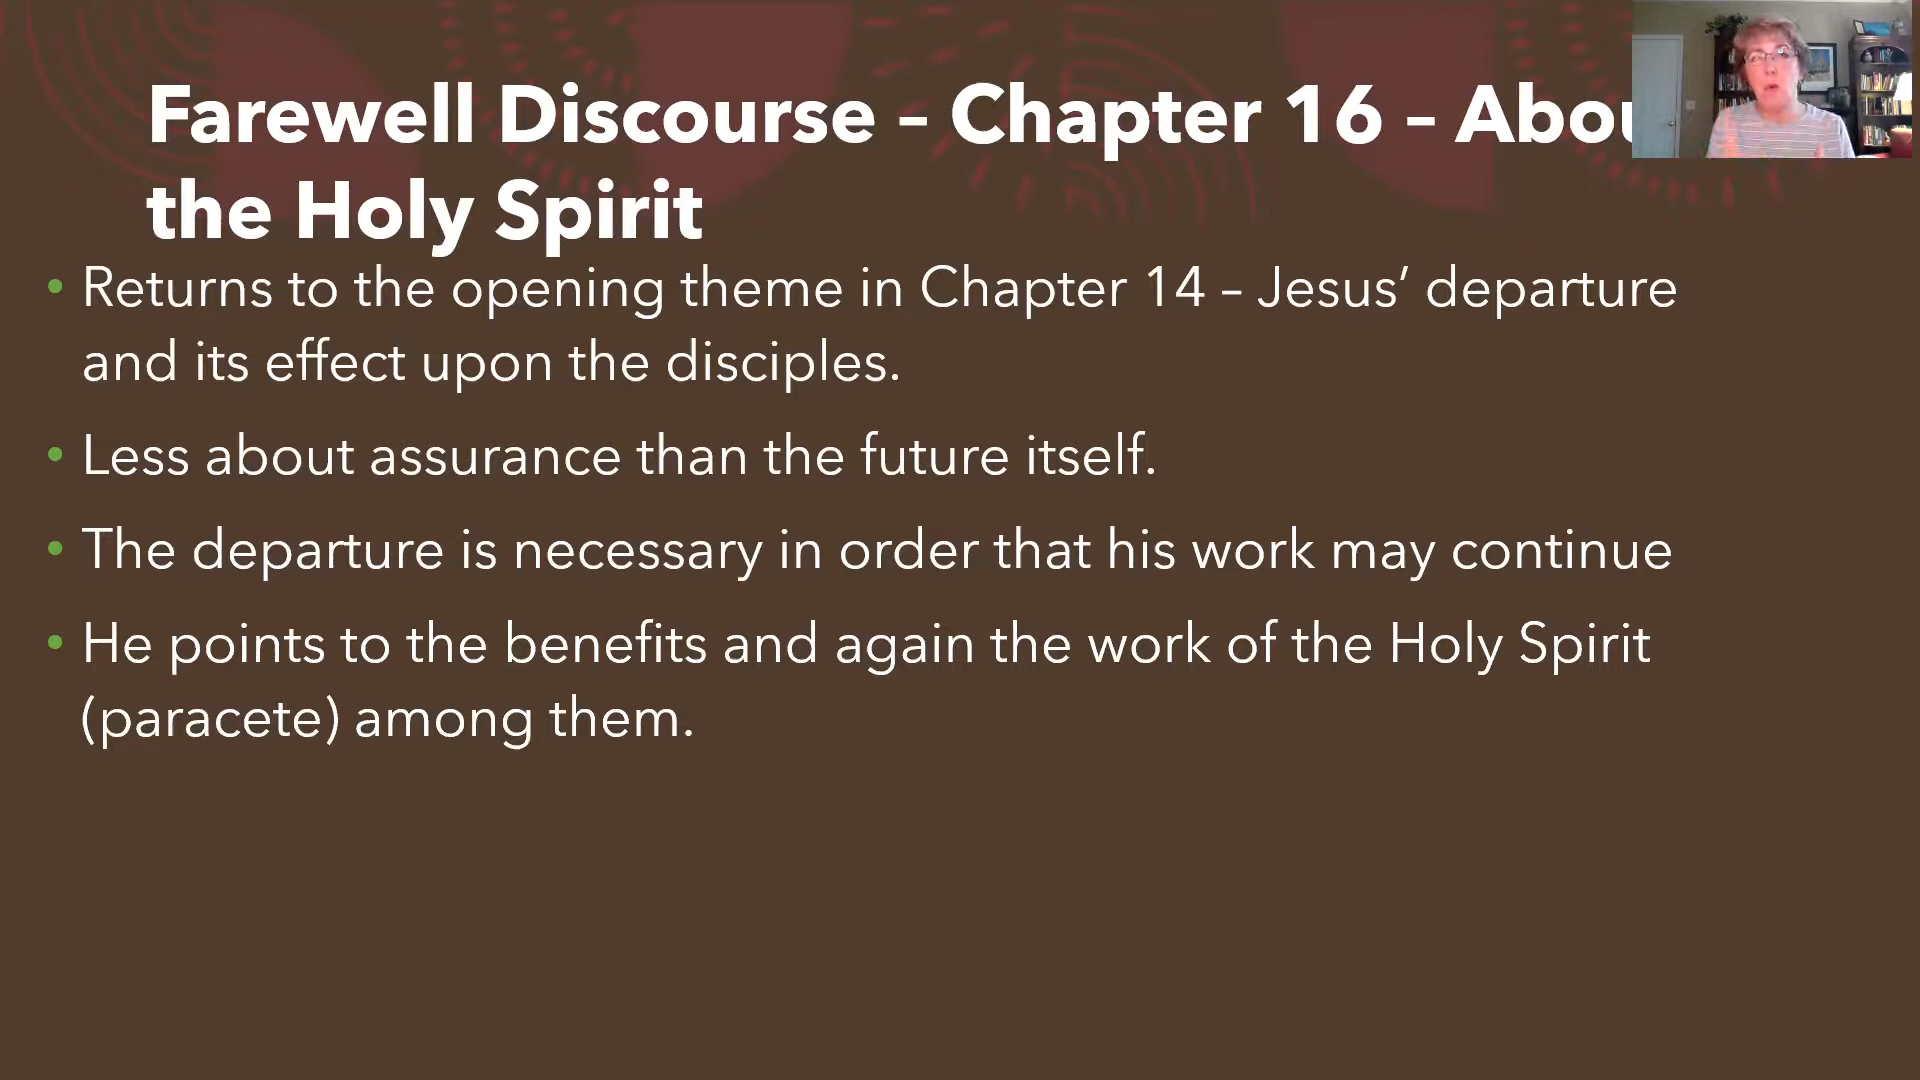 Farewell Discourse – Chapter 16 – Abou
the Holy Spirit
• Returns to the opening theme in Chapter 14 – Jesus’ departure
and its effect upon the disciples.
• Less about assurance than the future itself.
• The departure is necessary in order that his work may continue
• He points to the benefits and again the work of the Holy Spirit
(paracete) among them.